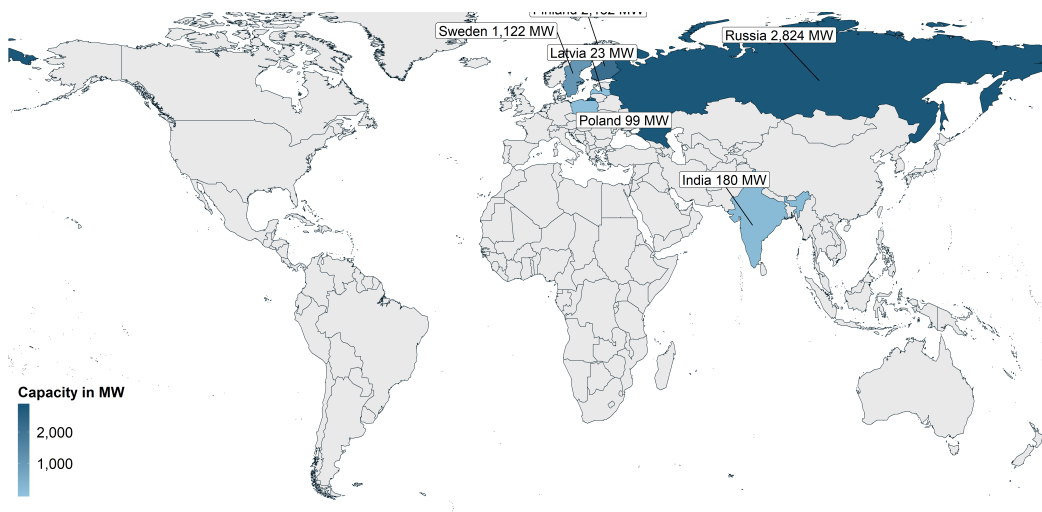 Sweden 1,122 MW
Latvia 23 MW
Russia 2,824 MW
Poland 99 MW
India 180 MW
Capacity in MW
2,000
1,000